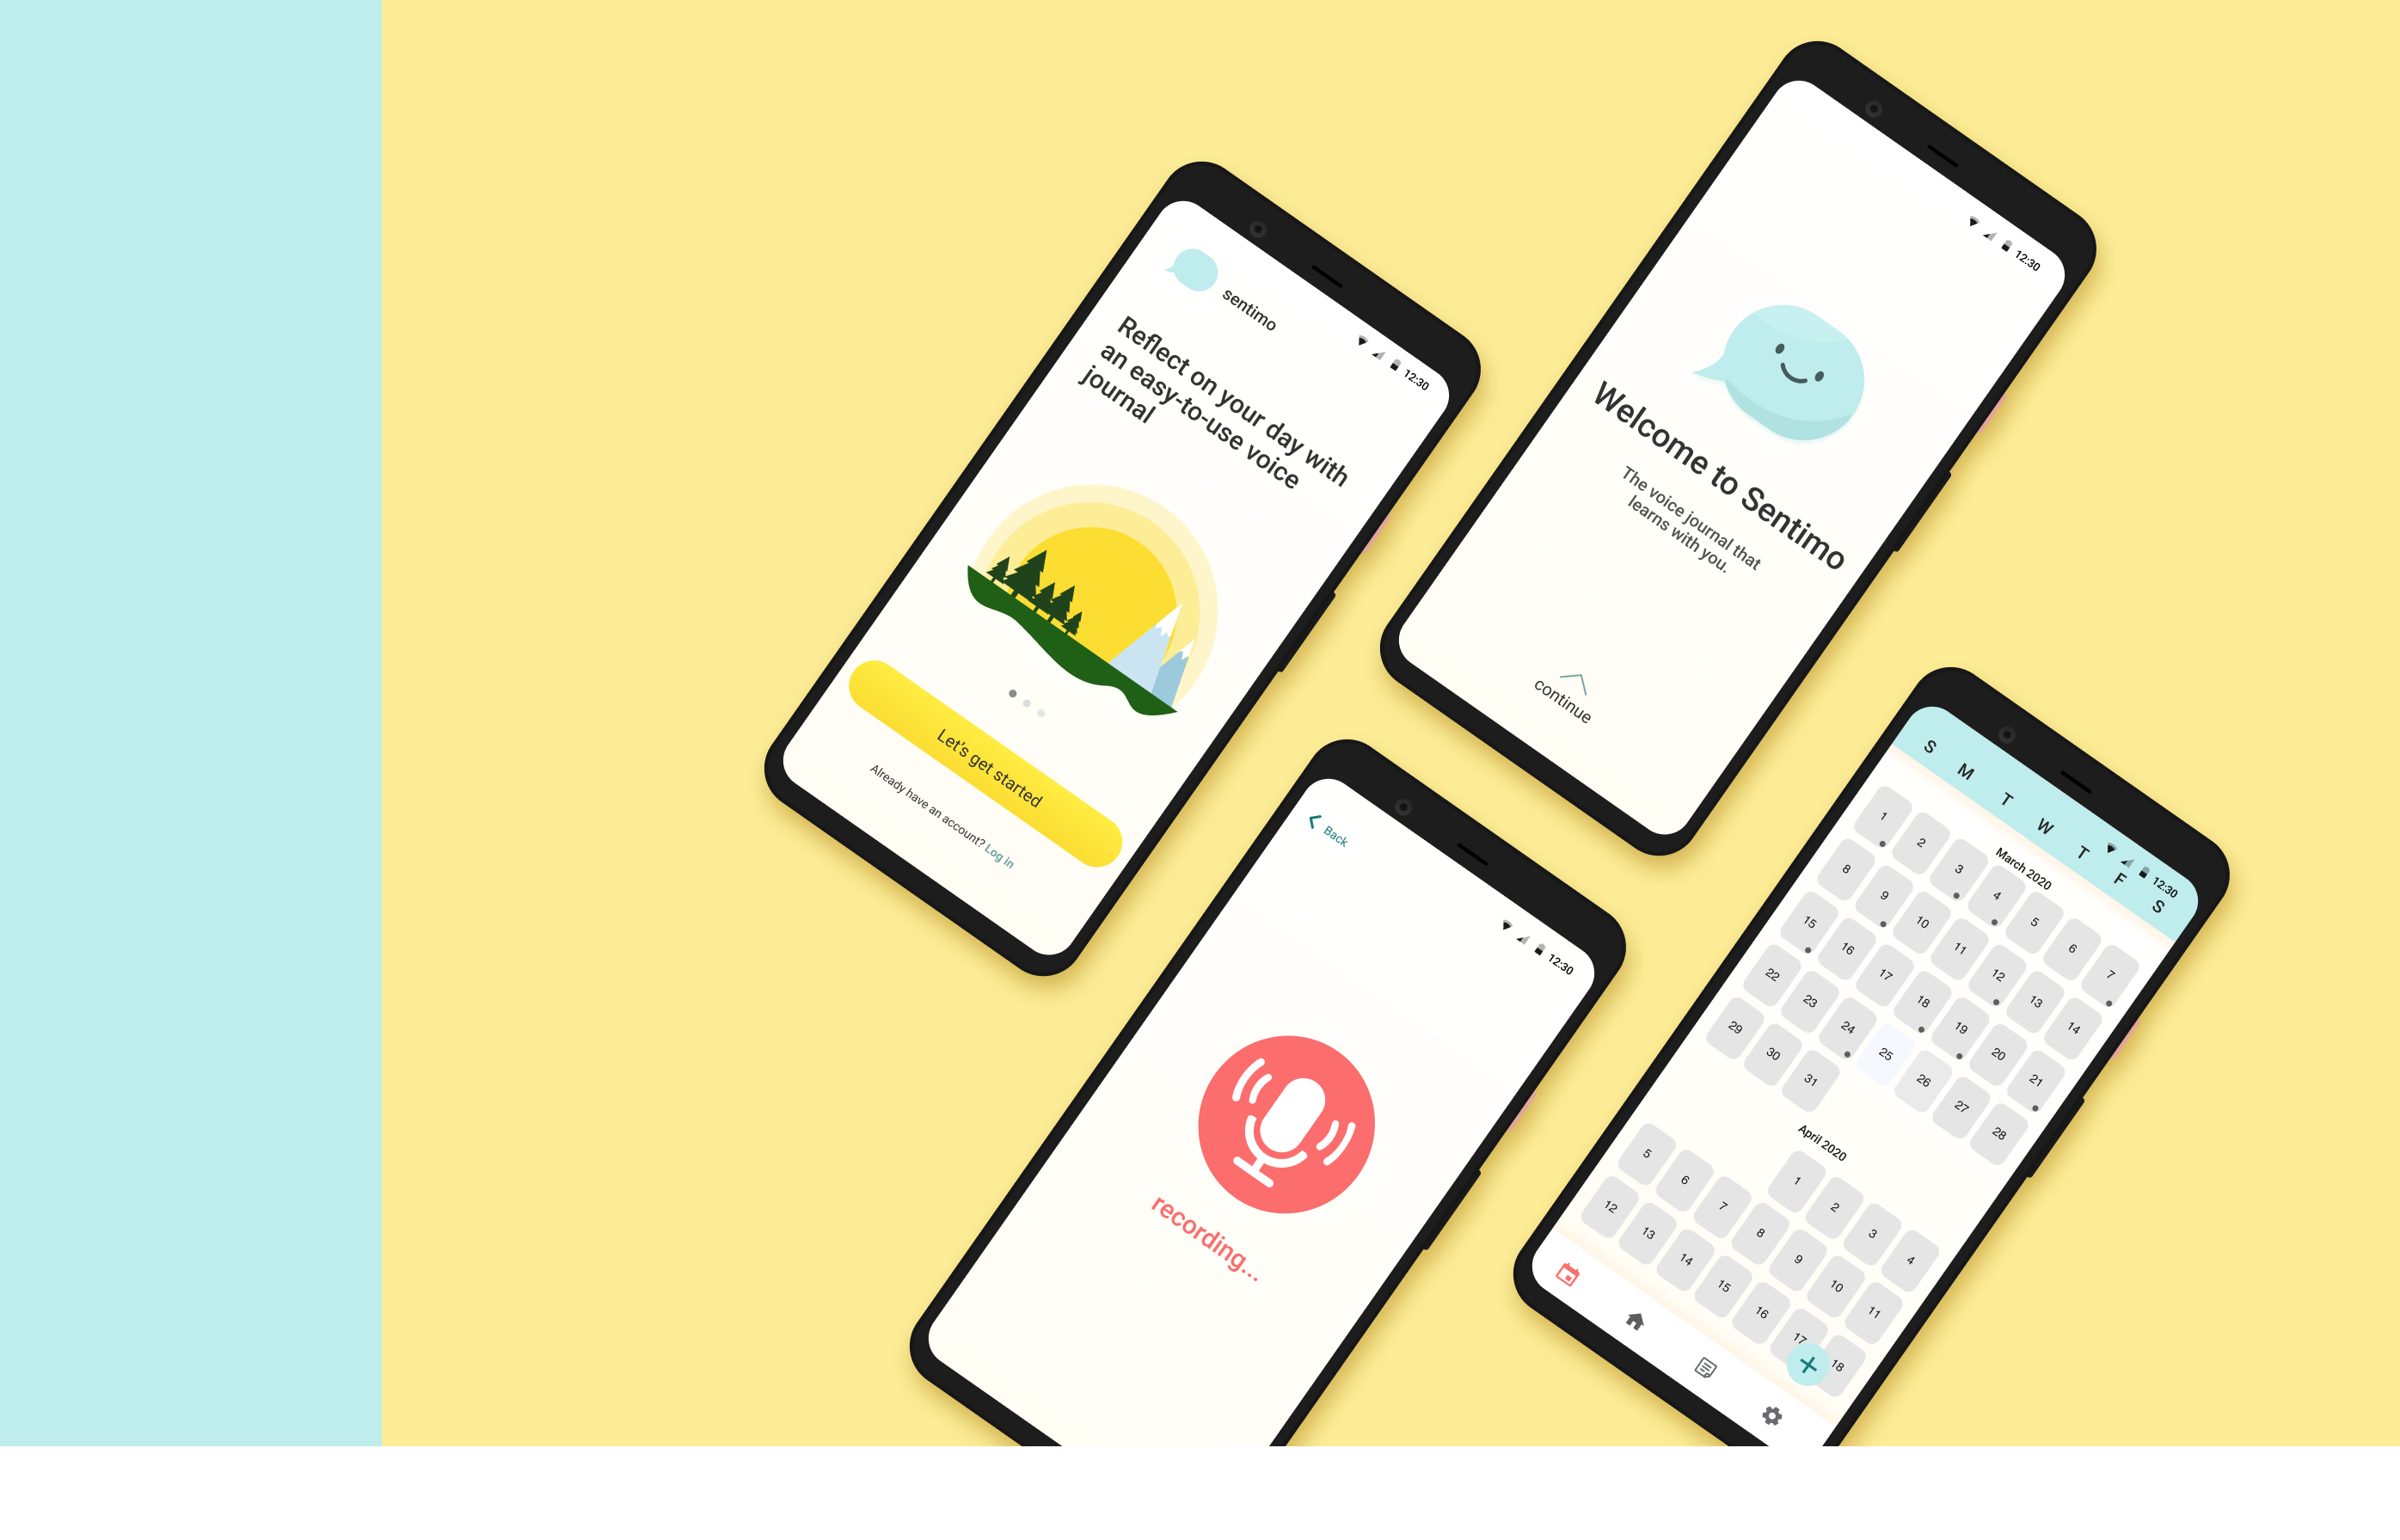 sentimo
12:30
Reflect on your day with
an easy-to-use voice
journal
Let's get started
Already have an account? Log in
12:30
Welcome to Sentimo
The voice journal that
learns with you.
continue
Back
12:30
recording...
12:30
S M T W T F S
March 2020
1 2 3 4 5 6 7
8 9 10 11 12 13 14
15 16 17 18 19 20 21
22 23 24 25 26 27 28
29 30 31
April 2020
1 2 3 4
5 6 7 8 9 10 11
12 13 14 15 16 17 18